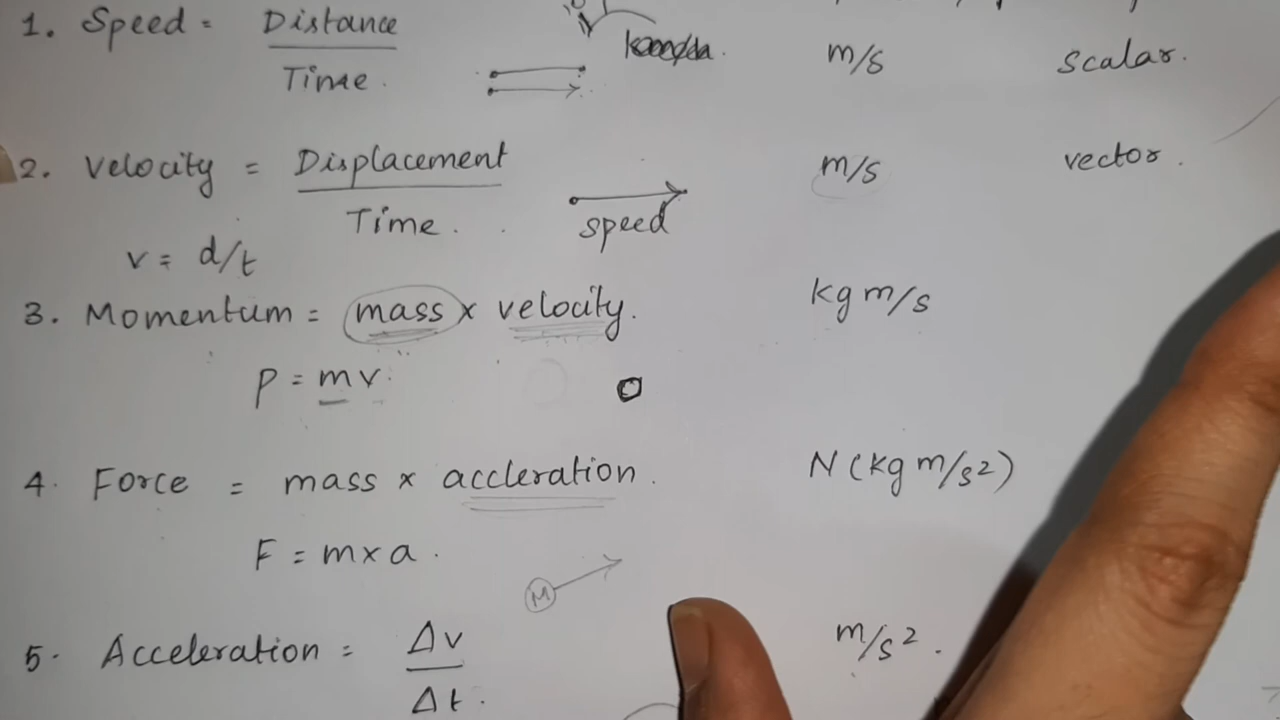 1. Speed = Distance m/s scalar.
Time.
2. Velocity = Displacement m/s vector.
Time. speed
v = d/t
3. Momentum = mass x velocity. kg m/s
P = mv.
4. Force = mass x accleration. N (kg m/s2)
F = m x a.
M
5. Acceleration = Δv m/s2.
Δt.